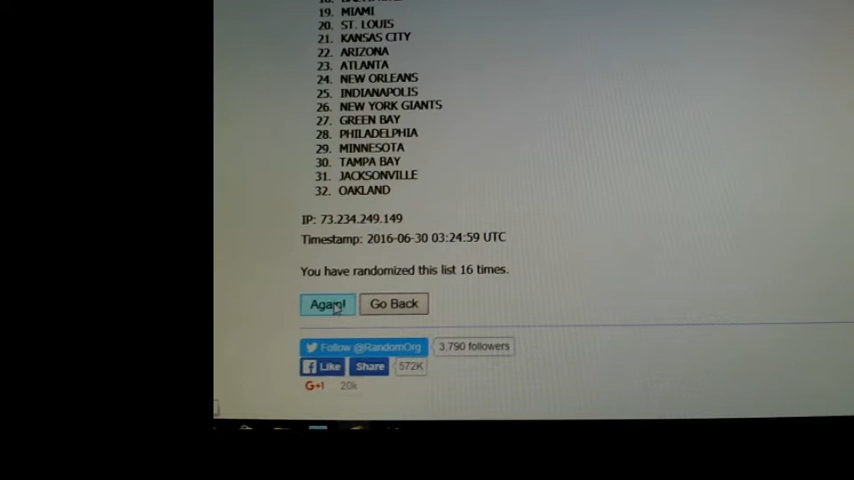 19. MIAMI
20. ST. LOUIS
21. KANSAS CITY
22. ARIZONA
23. ATLANTA
24. NEW ORLEANS
25. INDIANAPOLIS
26. NEW YORK GIANTS
27. GREEN BAY
28. PHILADELPHIA
29. MINNESOTA
30. TAMPA BAY
31. JACKSONVILLE
32. OAKLAND
IP: 73.234.249.149
Timestamp: 2016-06-30 03:24:59 UTC
You have randomized this list 16 times.
Again! Go Back
Follow @RandomOrg 3,790 followers
Like Share 572K
G+1 20k